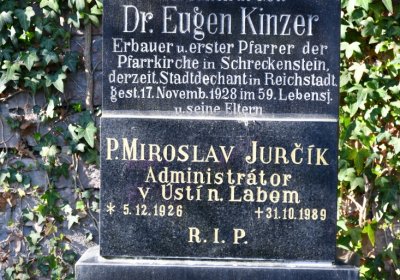 Dr. Eugen Kinzer
Erbauer u. erster Pfarrer der
Pfarrkirche in Schreckenstein,
derzeit. Stadtdechant in Reichstadt
gest. 17. Novemb. 1928 im 59. Lebensj.
u. seine Eltern
P. MIROSLAV JURČÍK
Administrátor
v Ústí n. Labem
* 5.12.1926 +31.10.1989
R. I. P.